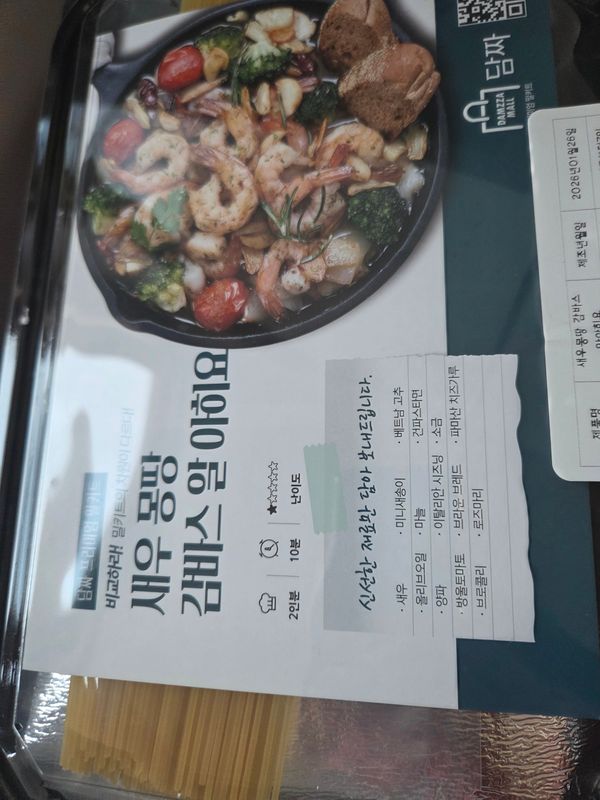 담짜 프리미엄 밀키트
비교하라! 밀키트의 차원이 다르다!
새우 몽땅
감바스 알 아히요
2인분
10분
난이도
신선한 재료만 담아 보내드립니다.
· 새우 · 미니새송이 · 베트남 고추
· 올리브오일 · 마늘 · 건파스타면
· 양파 · 이탈리안 시즈닝 · 소금
· 방울토마토 · 브라운 브레드 · 파마산 치즈가루
· 브로콜리 · 로즈마리
DAMZZA
MALL
담짜
제품명 새우몽땅 감바스 제조년월일 2026년01월26일
알아히요